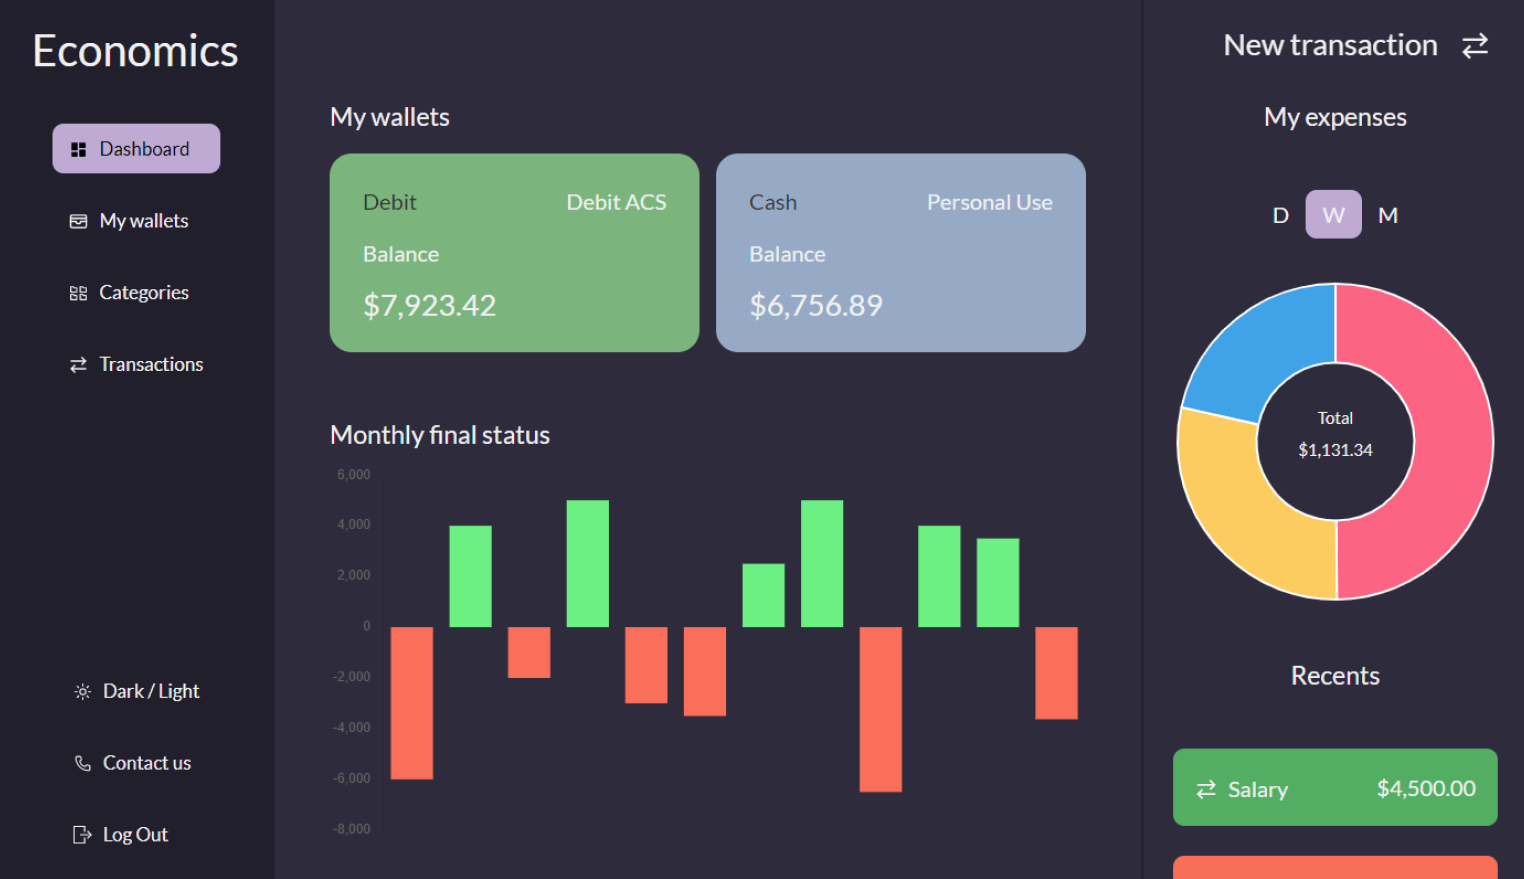 Economics
Dashboard
My wallets
Categories
Transactions
Dark / Light
Contact us
Log Out
My wallets
Debit Debit ACS
Balance
$7,923.42
Cash Personal Use
Balance
$6,756.89
Monthly final status
6,000
4,000
2,000
0
-2,000
-4,000
-6,000
-8,000
New transaction
My expenses
D W M
Total
$1,131.34
Recents
Salary $4,500.00